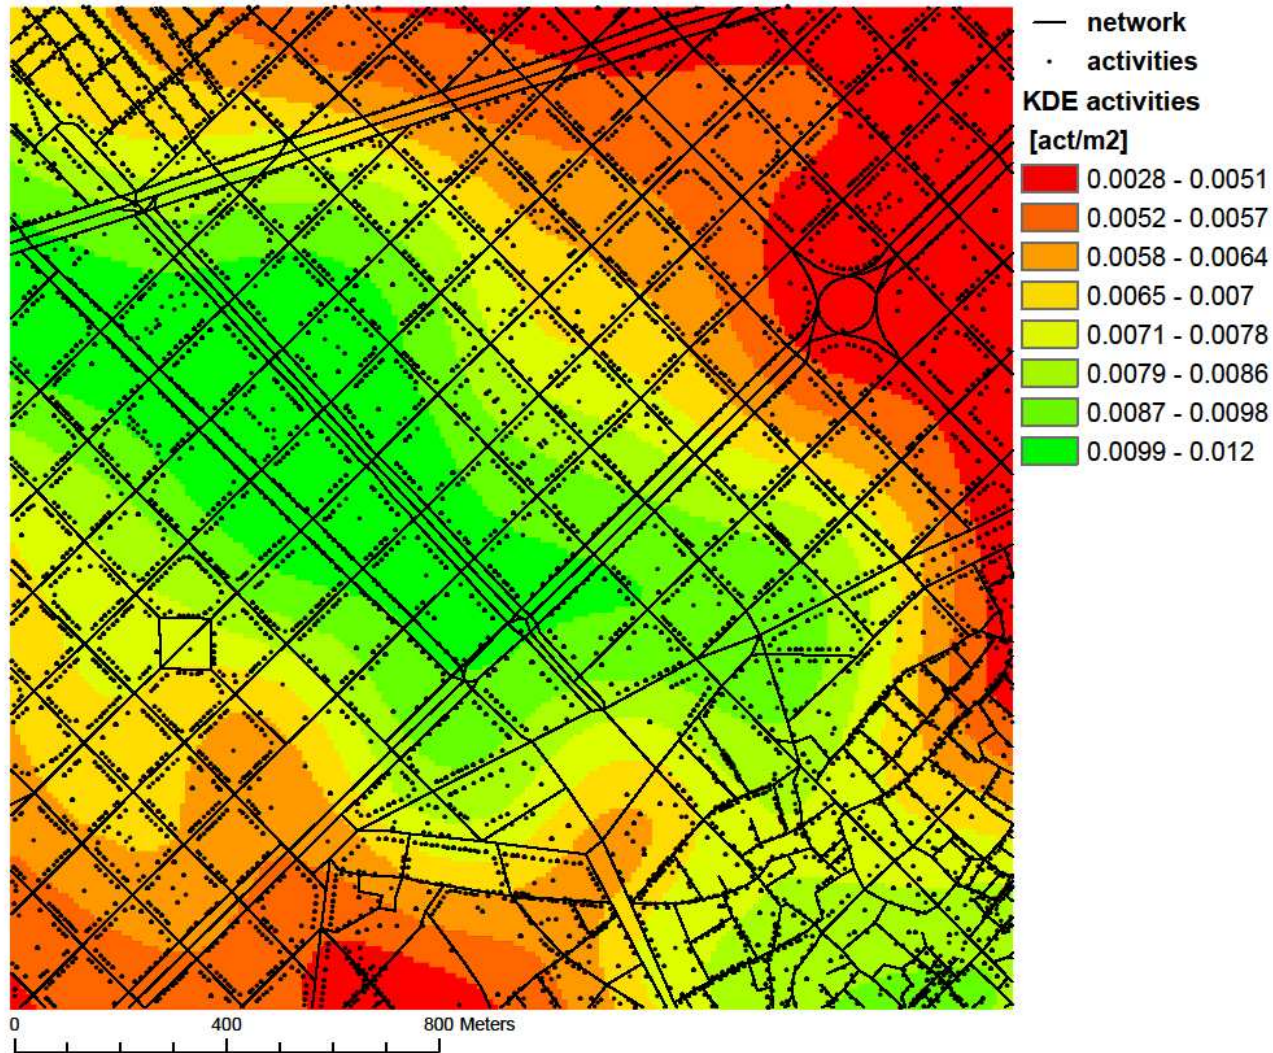 network
activities
KDE activities
[act/m2]
0.0028 - 0.0051
0.0052 - 0.0057
0.0058 - 0.0064
0.0065 - 0.007
0.0071 - 0.0078
0.0079 - 0.0086
0.0087 - 0.0098
0.0099 - 0.012
0 400 800 Meters